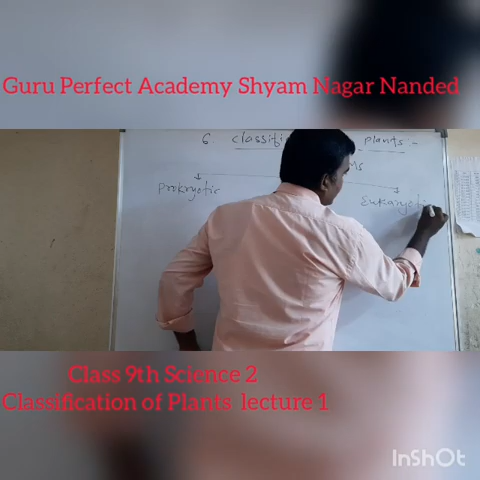 Guru Perfect Academy Shyam Nagar Nanded
6. classifi plants -
ms
Prokaryotic
Eukaryotic
Class 9th Science 2
Classification of Plants lecture 1
InShOt